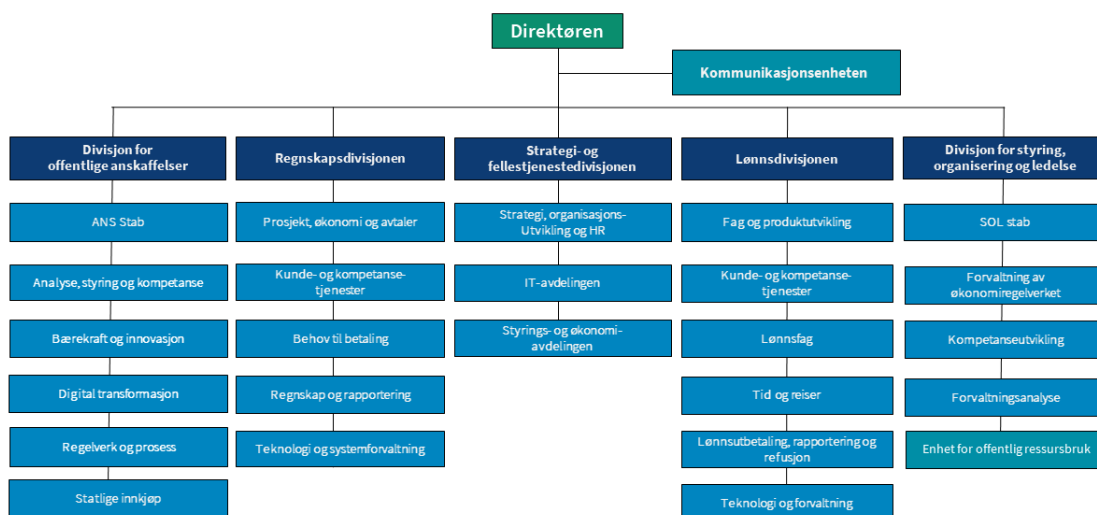 Direktøren
Kommunikasjonsenheten
Divisjon for
offentlige anskaffelser
ANS Stab
Analyse, styring og kompetanse
Bærekraft og innovasjon
Digital transformasjon
Regelverk og prosess
Statlige innkjøp
Regnskapsdivisjonen
Prosjekt, økonomi og avtaler
Kunde- og kompetanse-
tjenester
Behov til betaling
Regnskap og rapportering
Teknologi og systemforvaltning
Strategi- og
fellestjenestedivisjonen
Strategi, organisasjons-
Utvikling og HR
IT-avdelingen
Styrings- og økonomi-
avdelingen
Lønnsdivisjonen
Fag og produktutvikling
Kunde- og kompetanse-
tjenester
Lønnsfag
Tid og reiser
Lønnsutbetaling, rapportering og
refusjon
Teknologi og forvaltning
Divisjon for styring,
organisering og ledelse
SOL stab
Forvaltning av
økonomiregelverket
Kompetanseutvikling
Forvaltningsanalyse
Enhet for offentlig ressursbruk